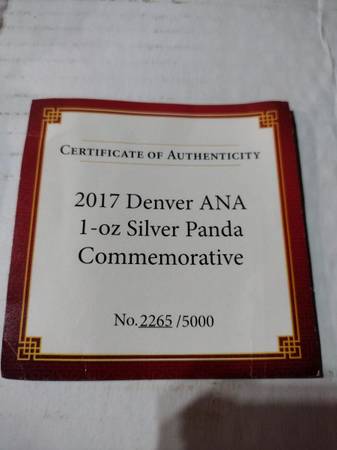 Certificate of Authenticity
2017 Denver ANA
1-oz Silver Panda
Commemorative
No. 2265 /5000